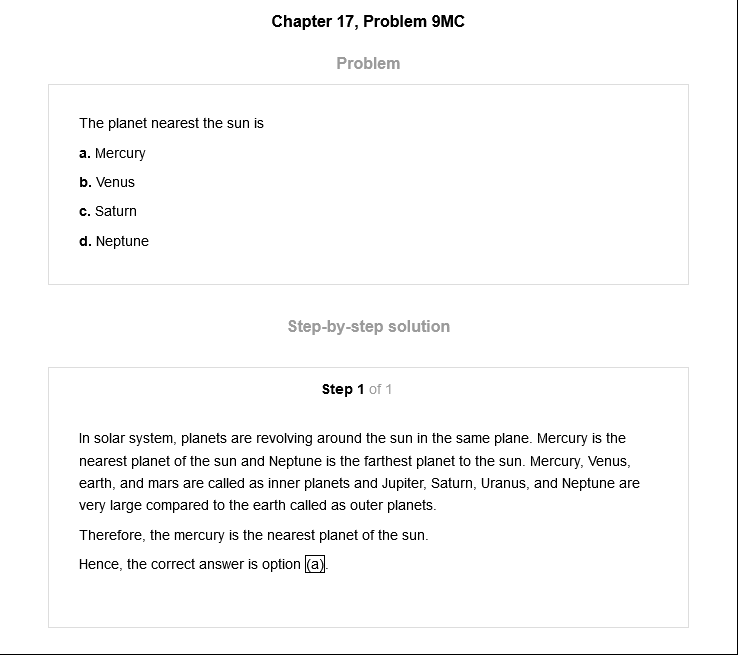 Chapter 17, Problem 9MC
Problem
The planet nearest the sun is
a. Mercury
b. Venus
c. Saturn
d. Neptune
Step-by-step solution
Step 1 of 1
In solar system, planets are revolving around the sun in the same plane. Mercury is the
nearest planet of the sun and Neptune is the farthest planet to the sun. Mercury, Venus,
earth, and mars are called as inner planets and Jupiter, Saturn, Uranus, and Neptune are
very large compared to the earth called as outer planets.
Therefore, the mercury is the nearest planet of the sun.
Hence, the correct answer is option (a).